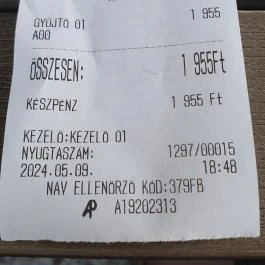 GYŰJTŐ 01 1 955
A00
ÖSSZESEN: 1 955Ft
KÉSZPÉNZ 1 955 Ft
KEZELŐ:KEZELŐ 01
NYUGTASZÁM: 1297/00015
2024.05.09. 18:48
NAV ELLENŐRZŐ KÓD:379FB
AP A19202313